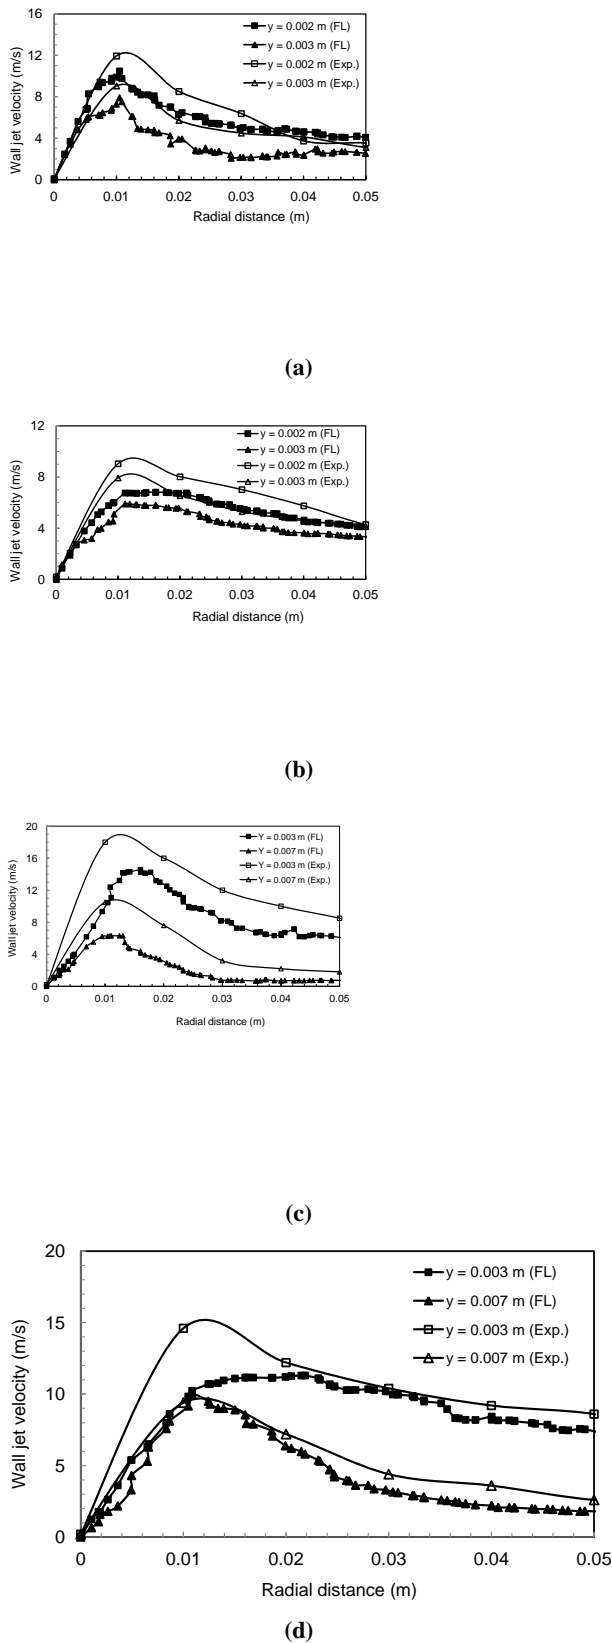 16
12
8
4
0
Wall jet velocity (m/s)
y = 0.002 m (FL)
y = 0.003 m (FL)
y = 0.002 m (Exp.)
y = 0.003 m (Exp.)
0 0.01 0.02 0.03 0.04 0.05
Radial distance (m)
(a)
12
8
4
0
Wall jet velocity (m/s)
y = 0.002 m (FL)
y = 0.003 m (FL)
y = 0.002 m (Exp.)
y = 0.003 m (Exp.)
0 0.01 0.02 0.03 0.04 0.05
Radial distance (m)
(b)
20
16
12
8
4
0
Wall jet velocity (m/s)
Y = 0.003 m (FL)
Y = 0.007 m (FL)
Y = 0.003 m (Exp.)
Y = 0.007 m (Exp.)
0 0.01 0.02 0.03 0.04 0.05
Radial distance (m)
(c)
20
15
10
5
0
Wall jet velocity (m/s)
y = 0.003 m (FL)
y = 0.007 m (FL)
y = 0.003 m (Exp.)
y = 0.007 m (Exp.)
0 0.01 0.02 0.03 0.04 0.05
Radial distance (m)
(d)